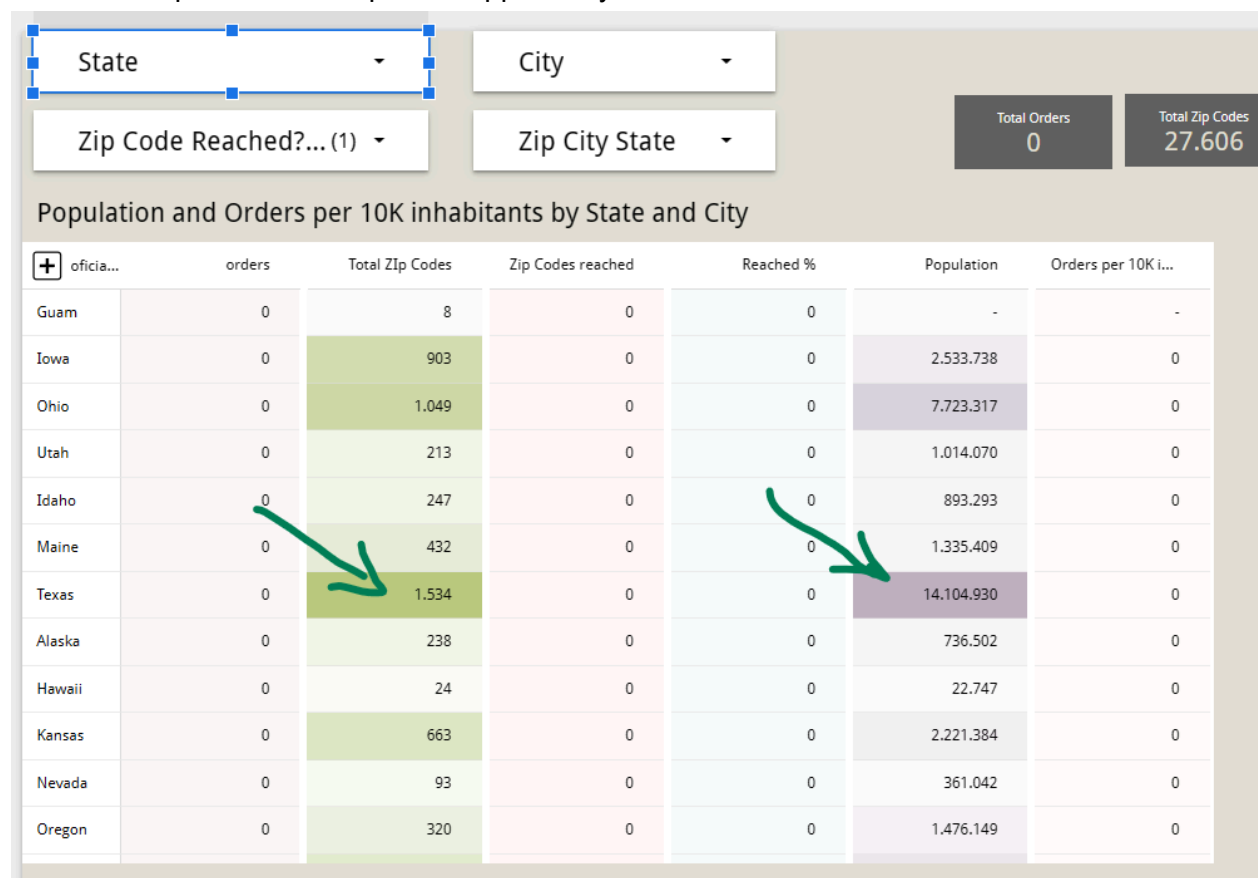 State
City
Zip Code Reached?... (1)
Zip City State
Total Orders
0
Total Zip Codes
27.606
Population and Orders per 10K inhabitants by State and City
oficia... orders Total ZIp Codes Zip Codes reached Reached % Population Orders per 10K i...
Guam 0 8 0 0 - -
Iowa 0 903 0 0 2.533.738 0
Ohio 0 1.049 0 0 7.723.317 0
Utah 0 213 0 0 1.014.070 0
Idaho 0 247 0 0 893.293 0
Maine 0 432 0 0 1.335.409 0
Texas 0 1.534 0 0 14.104.930 0
Alaska 0 238 0 0 736.502 0
Hawaii 0 24 0 0 22.747 0
Kansas 0 663 0 0 2.221.384 0
Nevada 0 93 0 0 361.042 0
Oregon 0 320 0 0 1.476.149 0